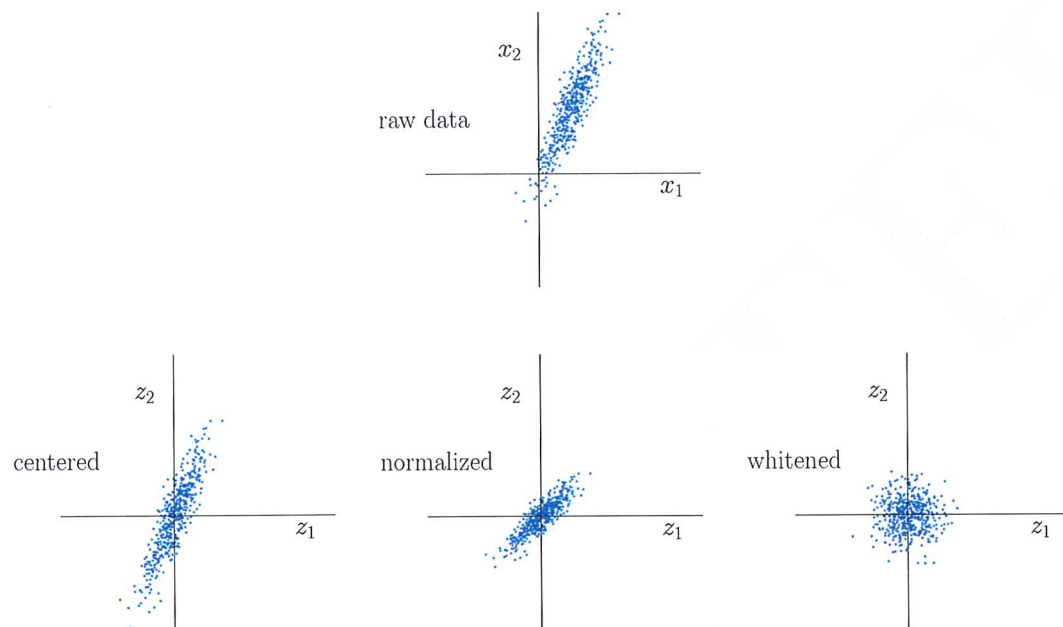 x₂
raw data
x₁
z₂
centered
z₁
z₂
normalized
z₁
z₂
whitened
z₁